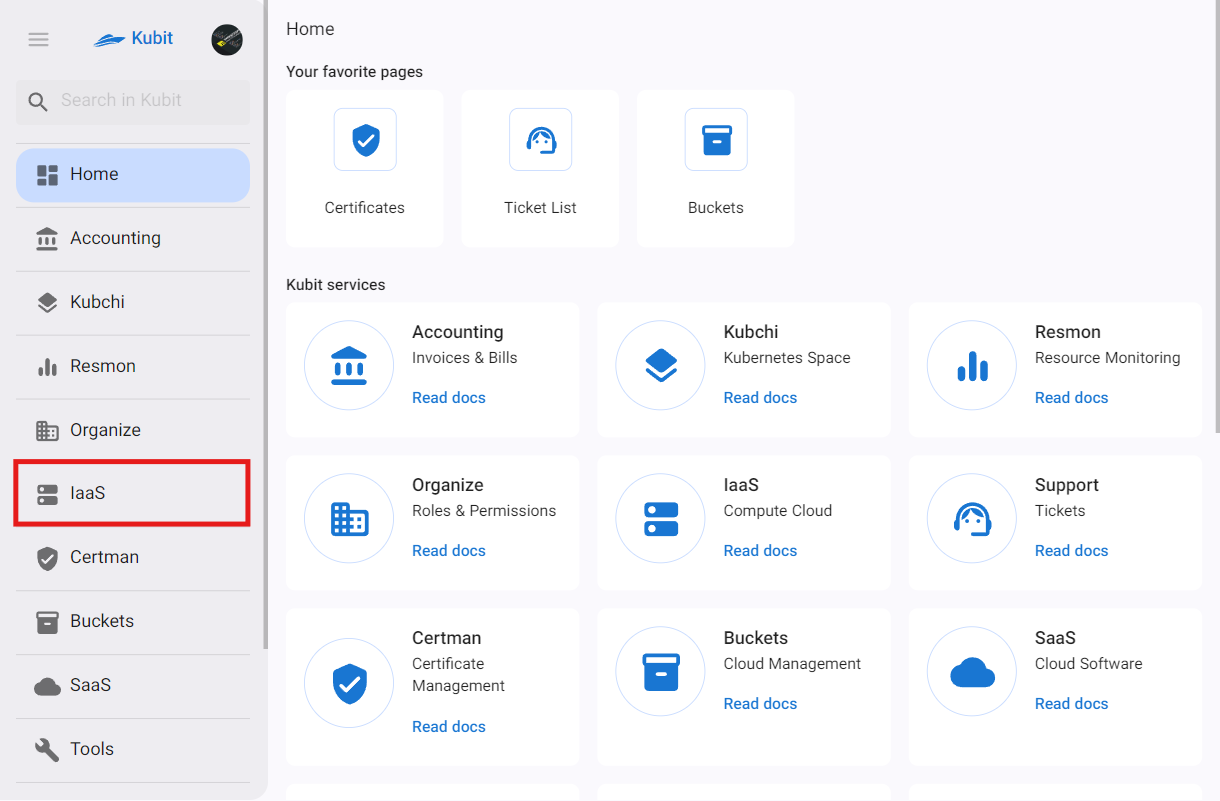 Kubit
Search in Kubit
Home
Accounting
Kubchi
Resmon
Organize
IaaS
Certman
Buckets
SaaS
Tools
Home
Your favorite pages
Certificates
Ticket List
Buckets
Kubit services
Accounting
Invoices & Bills
Read docs
Kubchi
Kubernetes Space
Read docs
Resmon
Resource Monitoring
Read docs
Organize
Roles & Permissions
Read docs
IaaS
Compute Cloud
Read docs
Support
Tickets
Read docs
Certman
Certificate
Management
Read docs
Buckets
Cloud Management
Read docs
SaaS
Cloud Software
Read docs